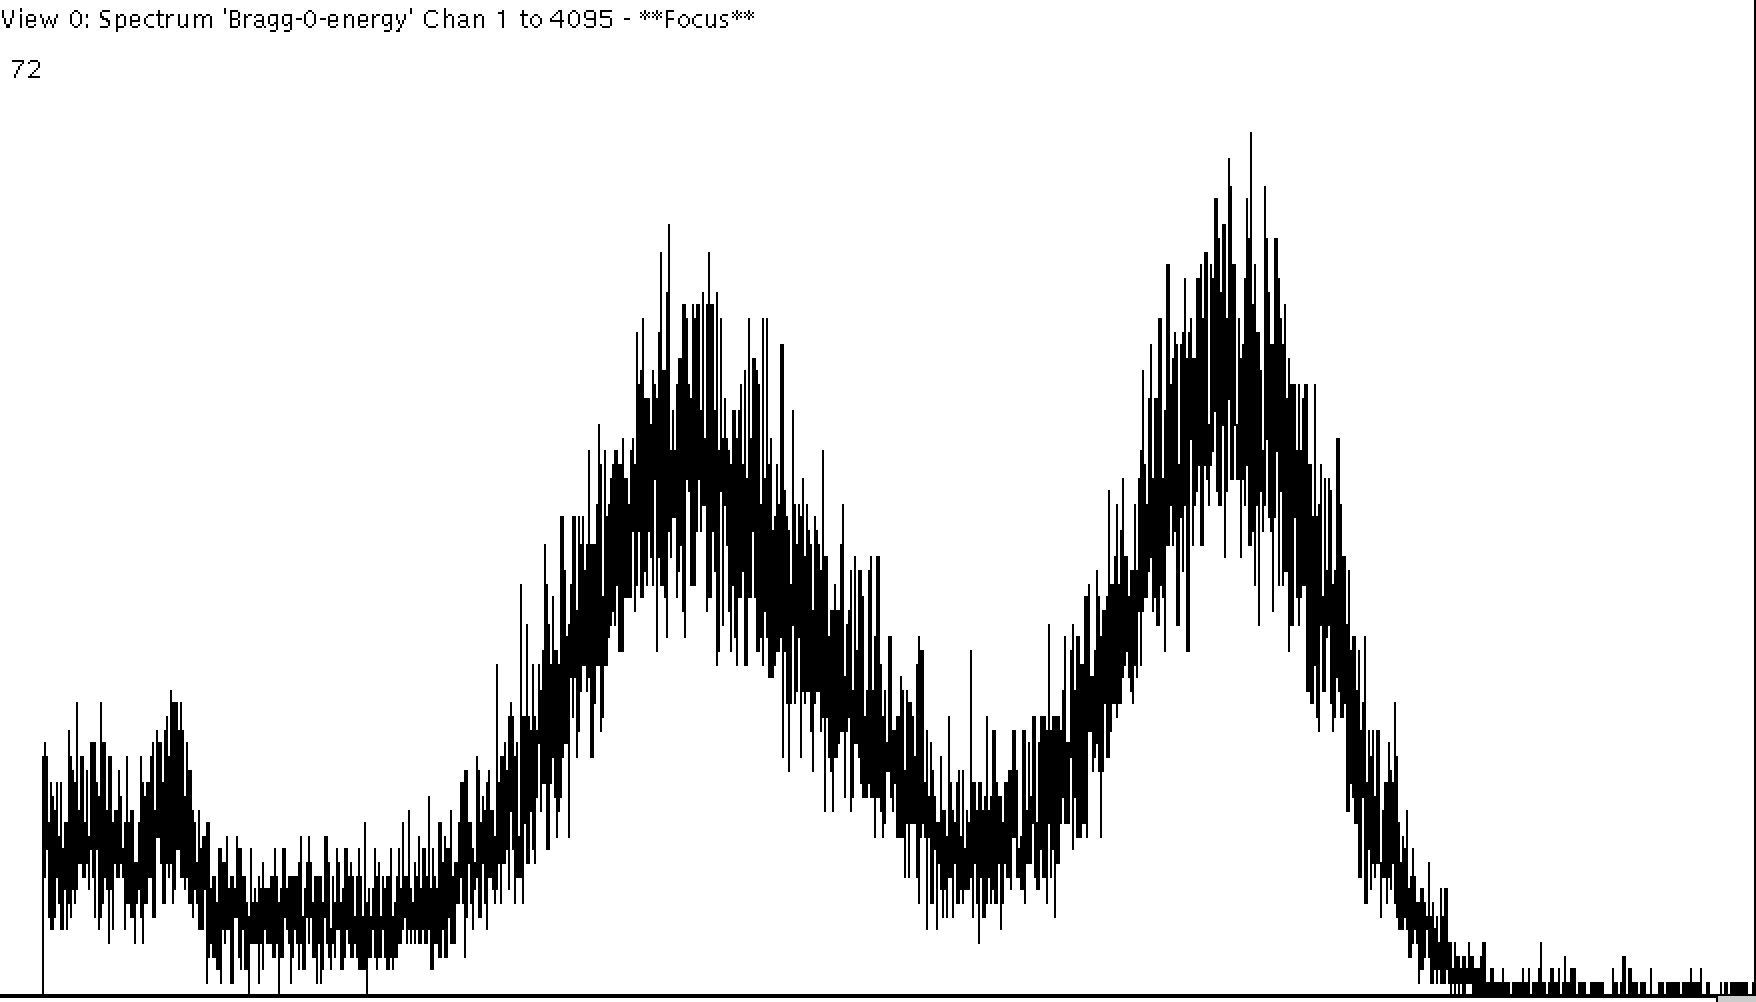 View 0: Spectrum 'Bragg-0-energy' Chan 1 to 4095 - **Focus**
72